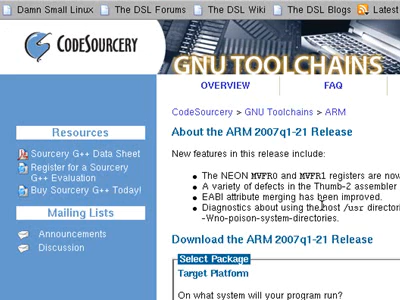 Damn Small Linux The DSL Forums The DSL Wiki The DSL Blogs Latest
CODESOURCERY
GNU TOOLCHAINS
OVERVIEW FAQ
CodeSourcery > GNU Toolchains > ARM
About the ARM 2007q1-21 Release
New features in this release include:
The NEON MVFR0 and MVFR1 registers are now
A variety of defects in the Thumb-2 assembler
EABI attribute merging has been improved.
Diagnostics about using the host /usr directori
-Wno-poison-system-directories.
Download the ARM 2007q1-21 Release
Select Package
Target Platform
On what system will your program run?
Resources
Sourcery G++ Data Sheet
Register for a Sourcery
G++ Evaluation
Buy Sourcery G++ Today!
Mailing Lists
Announcements
Discussion